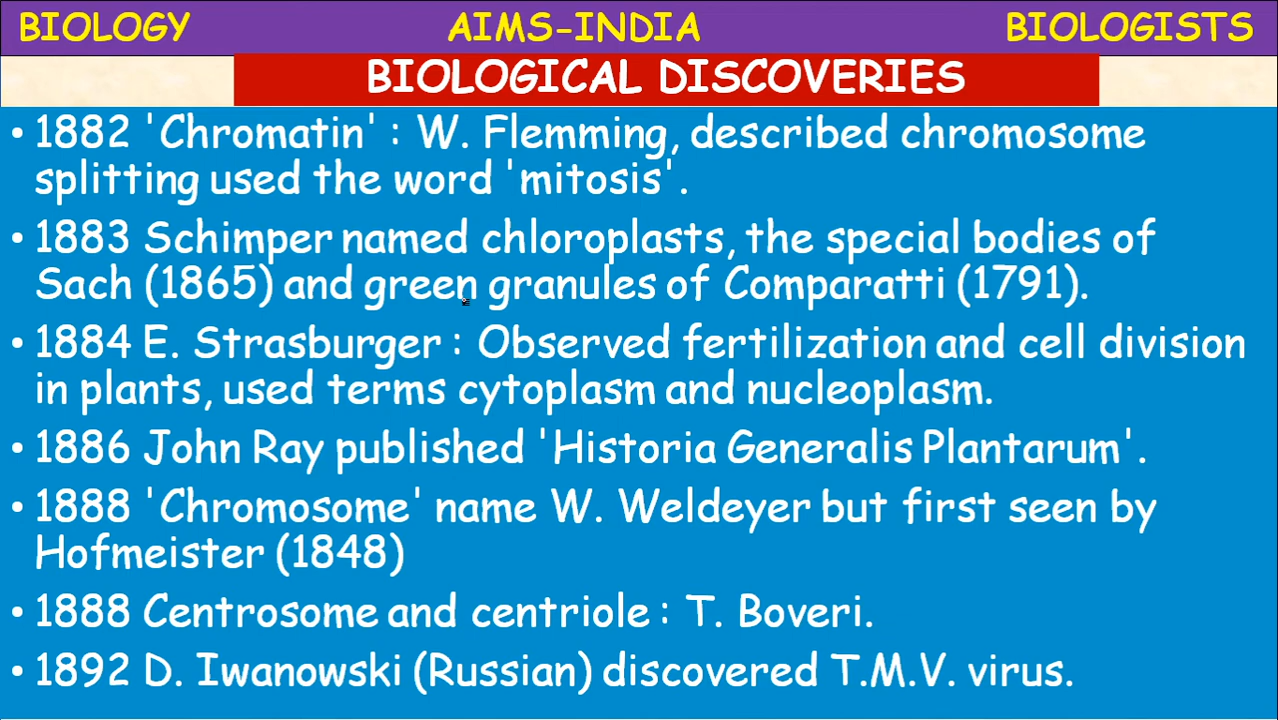 BIOLOGY AIMS-INDIA BIOLOGISTS
BIOLOGICAL DISCOVERIES
• 1882 'Chromatin' : W. Flemming, described chromosome
splitting used the word 'mitosis'.
• 1883 Schimper named chloroplasts, the special bodies of
Sach (1865) and green granules of Comparatti (1791).
• 1884 E. Strasburger : Observed fertilization and cell division
in plants, used terms cytoplasm and nucleoplasm.
• 1886 John Ray published 'Historia Generalis Plantarum'.
• 1888 'Chromosome' name W. Weldeyer but first seen by
Hofmeister (1848)
• 1888 Centrosome and centriole : T. Boveri.
• 1892 D. Iwanowski (Russian) discovered T.M.V. virus.